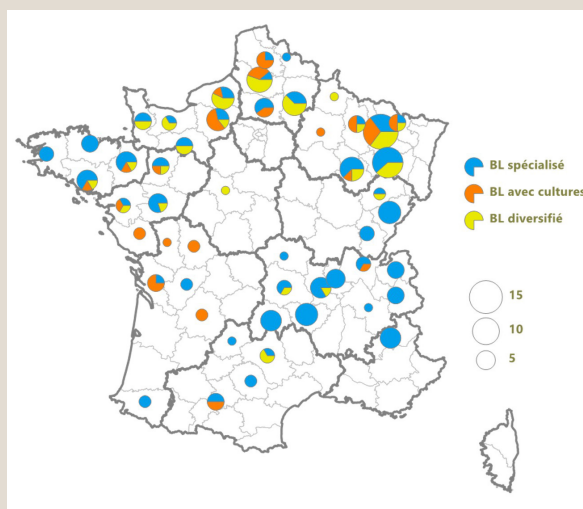 BL spécialisé
BL avec cultures
BL diversifié
15
10
5